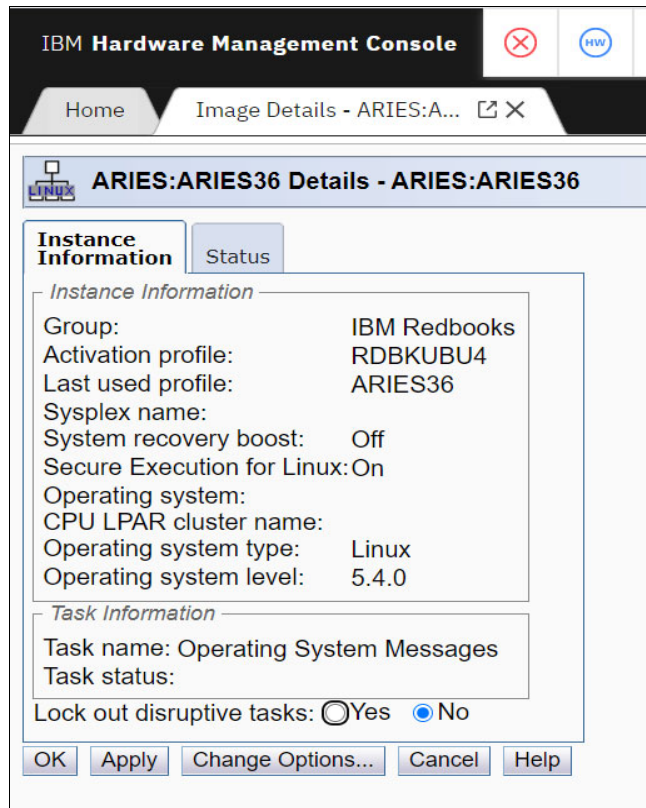 IBM Hardware Management Console
HW
Home
Image Details - ARIES:A...
LINUX
ARIES:ARIES36 Details - ARIES:ARIES36
Instance
Information
Status
Instance Information
Group: IBM Redbooks
Activation profile: RDBKUBU4
Last used profile: ARIES36
Sysplex name:
System recovery boost: Off
Secure Execution for Linux: On
Operating system:
CPU LPAR cluster name:
Operating system type: Linux
Operating system level: 5.4.0
Task Information
Task name: Operating System Messages
Task status:
Lock out disruptive tasks: Yes No
OK Apply Change Options... Cancel Help